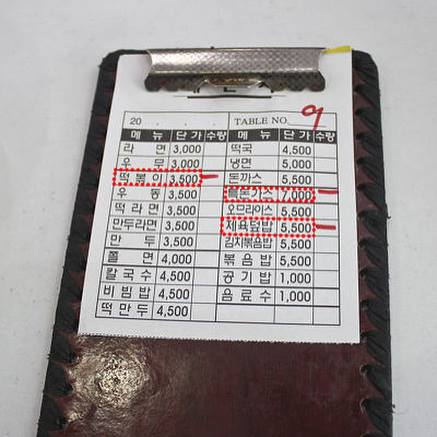 20 . . . TABLE NO. 9
메 뉴 단 가 수량 메 뉴 단 가 수량
라 면 3,000 떡국 4,500
우 무 3,000 냉면 5,000
떡 볶 이 3,500 돈까스 5,500
우 동 3,500 특돈가스 7,000
떡 라 면 3,500 오므라이스 5,500
만두라면 3,500 제육덮밥 5,500
만 두 3,500 김치볶음밥 5,500
쫄 면 4,000 볶 음 밥 5,500
칼 국 수 4,500 공 기 밥 1,000
비 빔 밥 4,500 음 료 수 1,000
떡 만 두 4,500